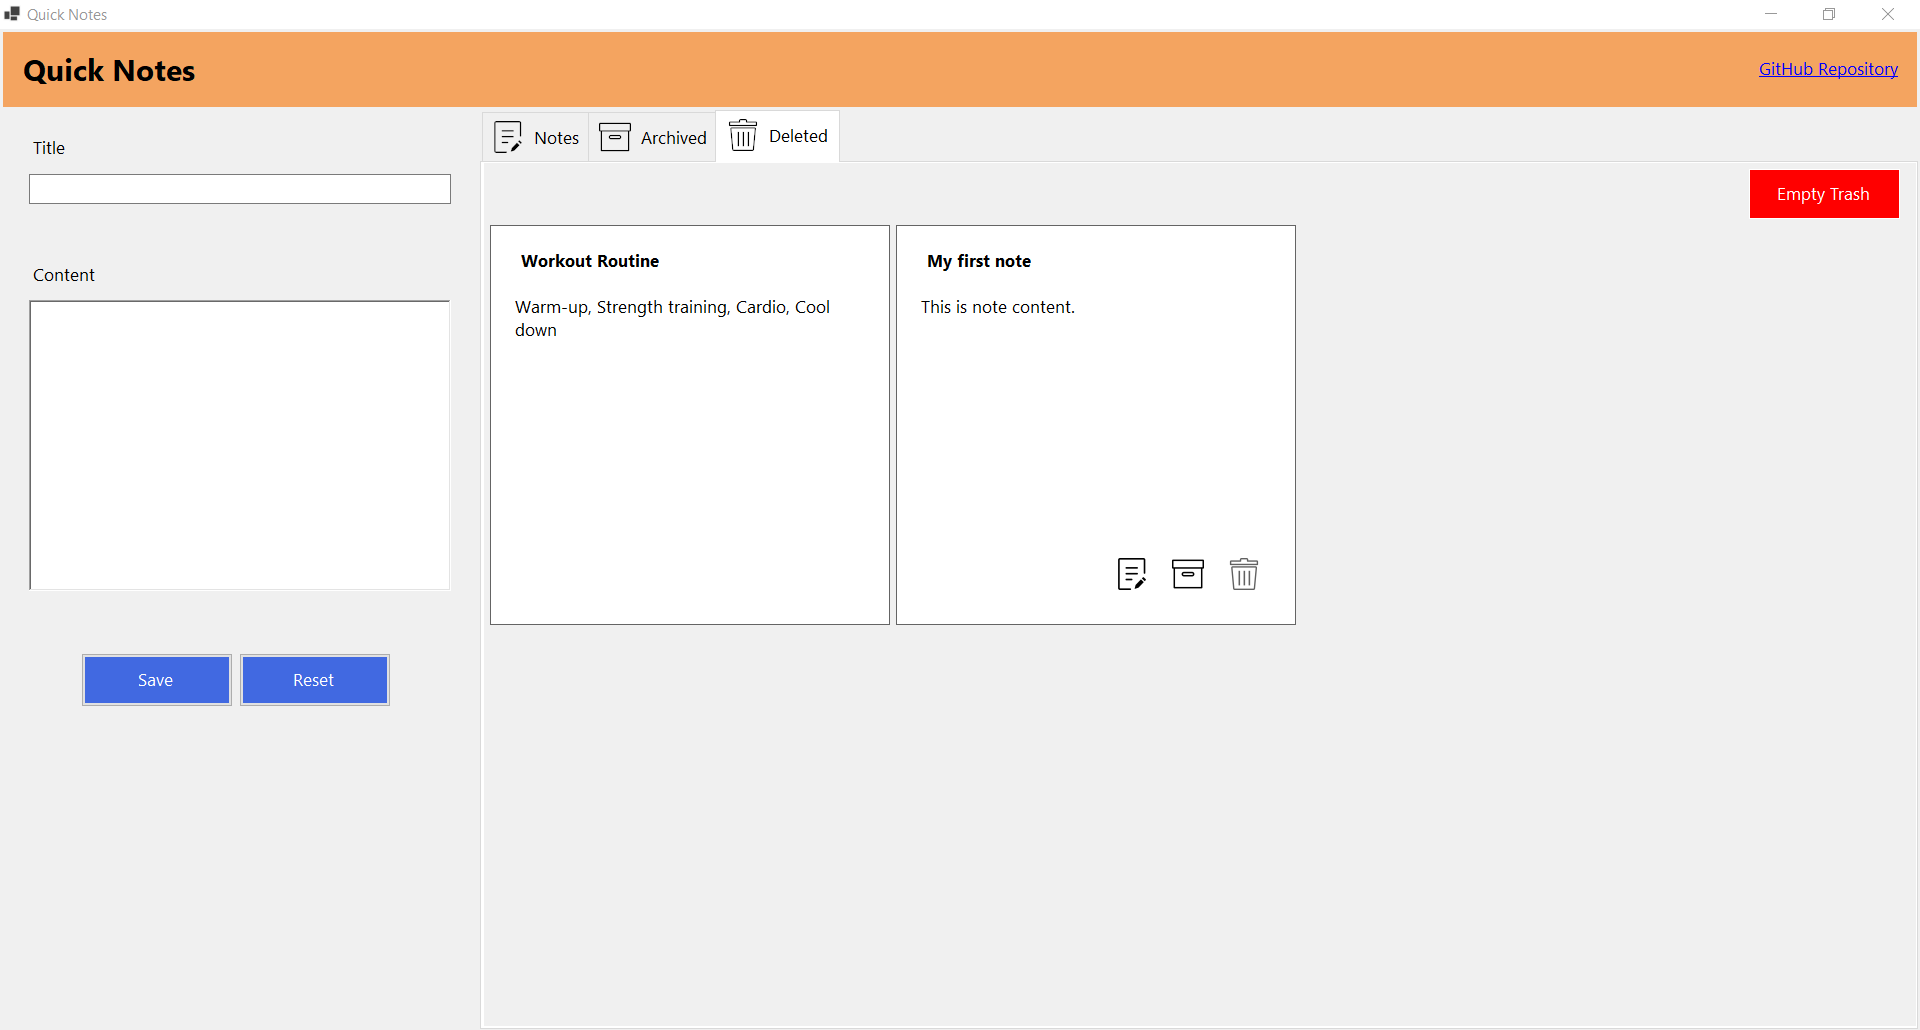 Quick Notes
Quick Notes
GitHub Repository
Title
Content
Save
Reset
Notes
Archived
Deleted
Empty Trash
Workout Routine
Warm-up, Strength training, Cardio, Cool
down
My first note
This is note content.